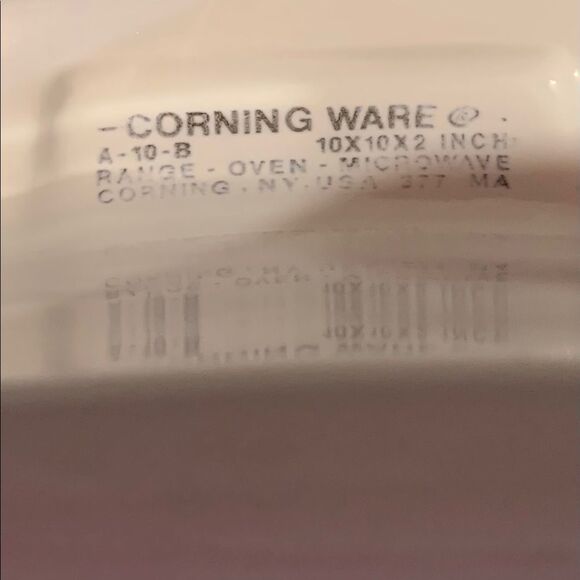 -CORNING WARE ® .
A-10-B 10X10X2 INCH
RANGE - OVEN - MICROWAVE
CORNING, NY. USA 377 MA